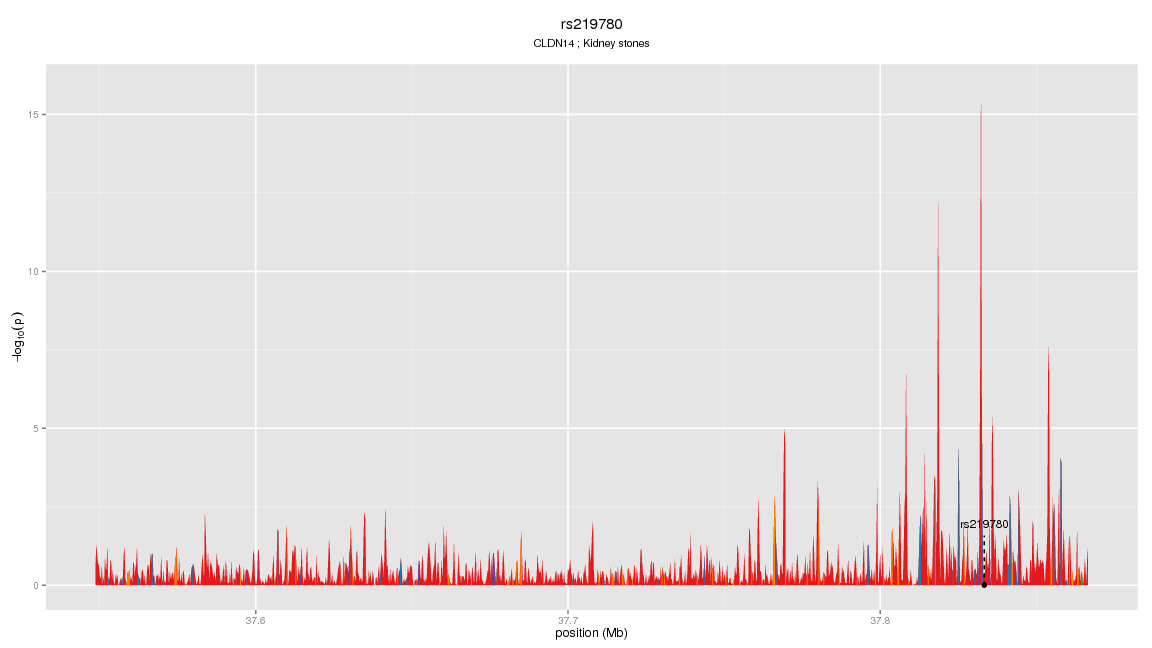 rs219780
CLDN14 ; Kidney stones
15
10
5
0
−log10(p)
rs219780
37.6
37.7
37.8
position (Mb)